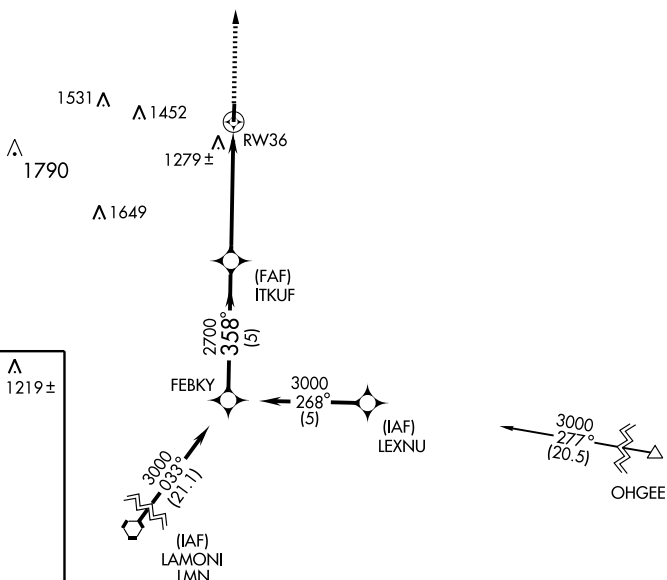 1531
1452
RW36
1279 ±
1790
1649
(FAF)
ITKUF
2700
358°
(5)
1219 ±
FEBKY
3000
268°
(5)
(IAF)
LEXNU
3000
277°
(20.5)
OHGEE
3000
033°
(21.1)
(IAF)
LAMONI
LMN